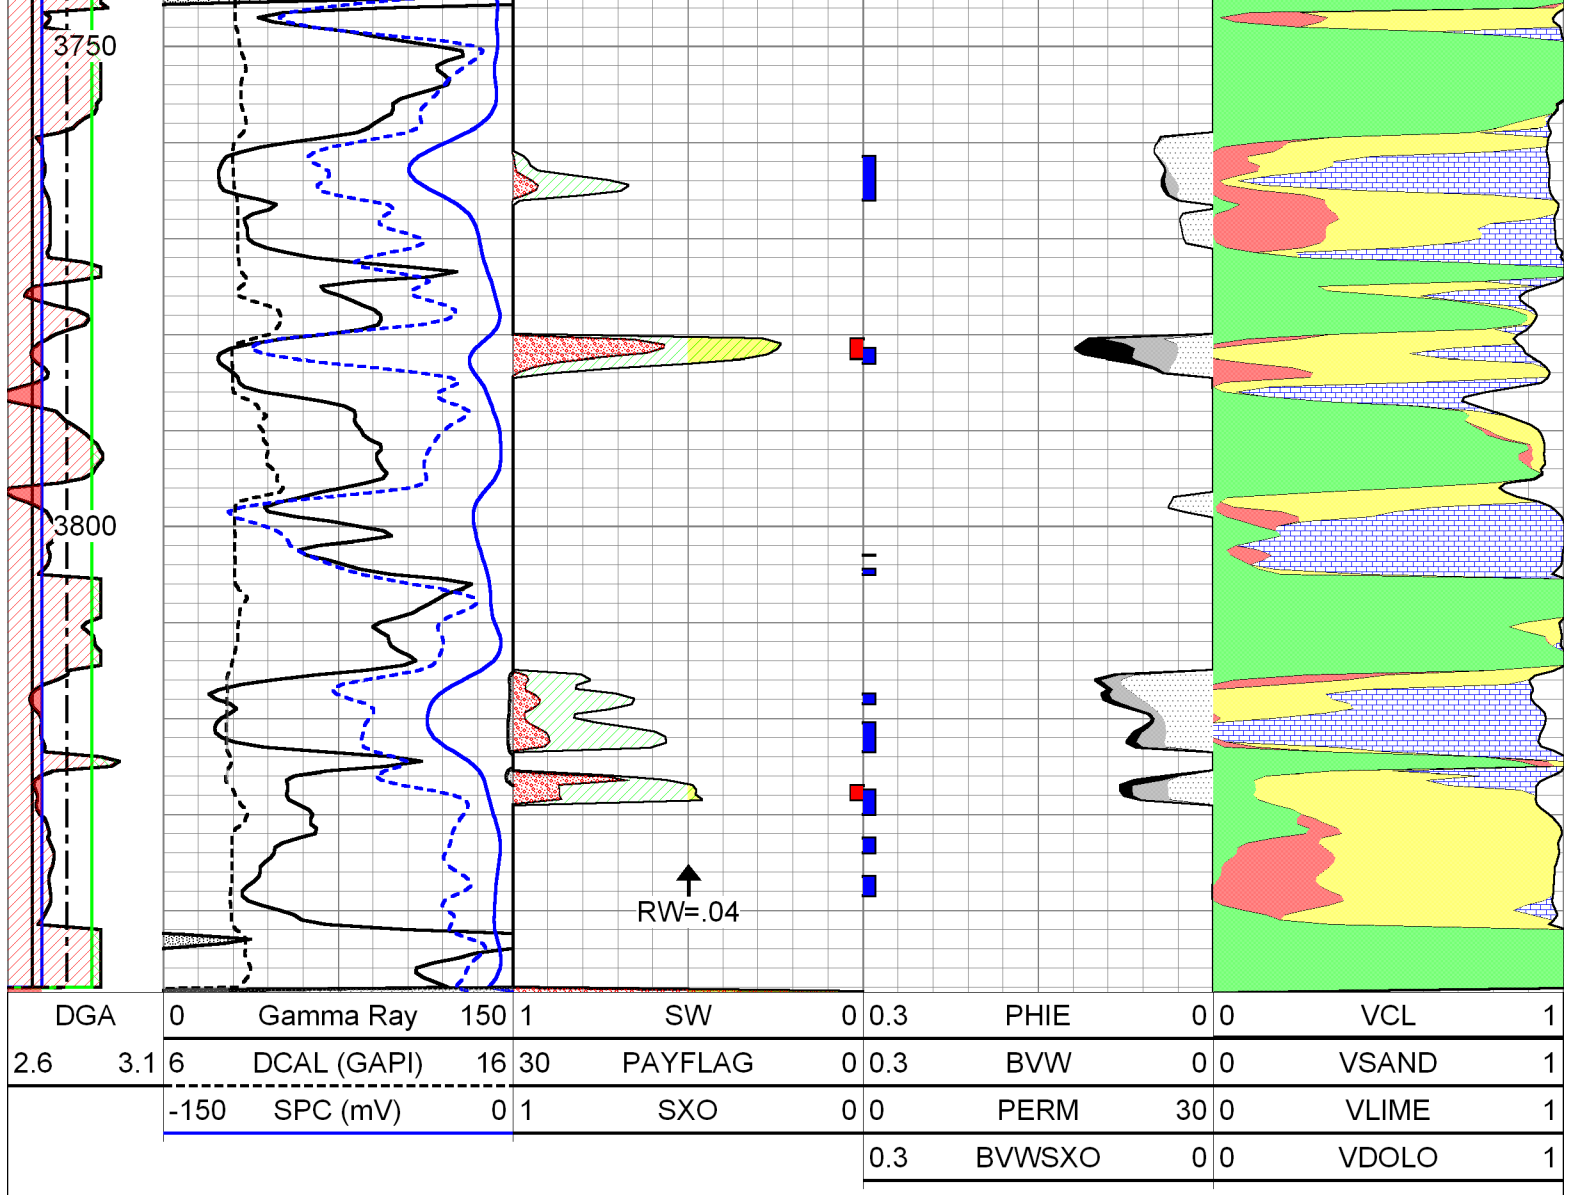 3750
3800
RW=.04
DGA 0 Gamma Ray 150 1 SW 0 0.3 PHIE 0 0 VCL 1
2.6 3.1 6 DCAL (GAPI) 16 30 PAYFLAG 0 0.3 BVW 0 0 VSAND 1
-150 SPC (mV) 0 1 SXO 0 0 PERM 30 0 VLIME 1
0.3 BVWSXO 0 0 VDOLO 1